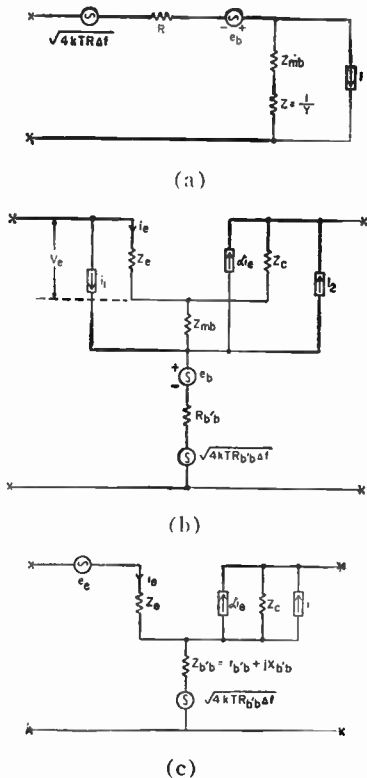 √4kTRΔf
R
− +
e_b
Z_mb
Z = 1/Y
(a)
i_e
V_e
i_1
Z_e
αi_e
Z_c
i_2
Z_mb
+
e_b
−
R_b'b
√4kTR_b'bΔf
(b)
e_e
i_e
Z_e
αi_e
Z_c
i
Z_b'b = r_b'b + jX_b'b
√4kTR_b'bΔf
(c)